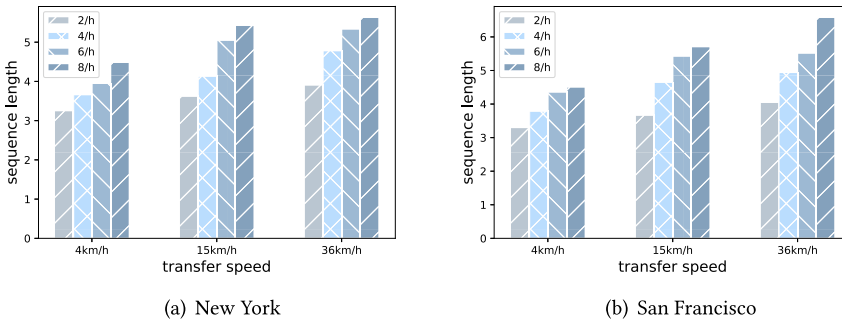 2/h
4/h
6/h
8/h
5
4
3
2
1
0
sequence length
4km/h 15km/h 36km/h
transfer speed
(a) New York
2/h
4/h
6/h
8/h
6
5
4
3
2
1
0
sequence length
4km/h 15km/h 36km/h
transfer speed
(b) San Francisco